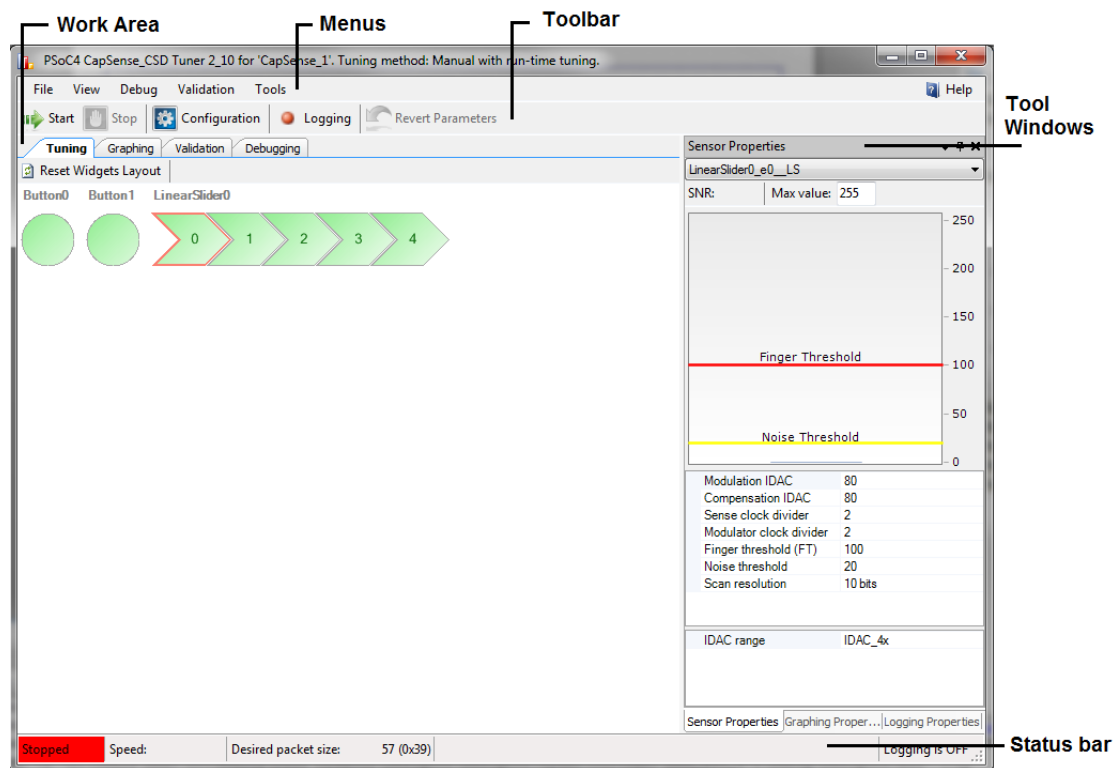 Work Area
Menus
Toolbar
PSoC4 CapSense_CSD Tuner 2_10 for 'CapSense_1'. Tuning method: Manual with run-time tuning.
File View Debug Validation Tools
Help
Start Stop Configuration Logging Revert Parameters
Tool
Windows
Tuning Graphing Validation Debugging
Reset Widgets Layout
Button0 Button1 LinearSlider0
0 1 2 3 4
Sensor Properties
LinearSlider0_e0__LS
SNR: Max value: 255
250
200
150
Finger Threshold
100
50
Noise Threshold
0
Modulation IDAC 80
Compensation IDAC 80
Sense clock divider 2
Modulator clock divider 2
Finger threshold (FT) 100
Noise threshold 20
Scan resolution 10 bits
IDAC range IDAC_4x
Sensor Properties Graphing Proper... Logging Properties
Stopped Speed: Desired packet size: 57 (0x39) Logging is OFF
Status bar